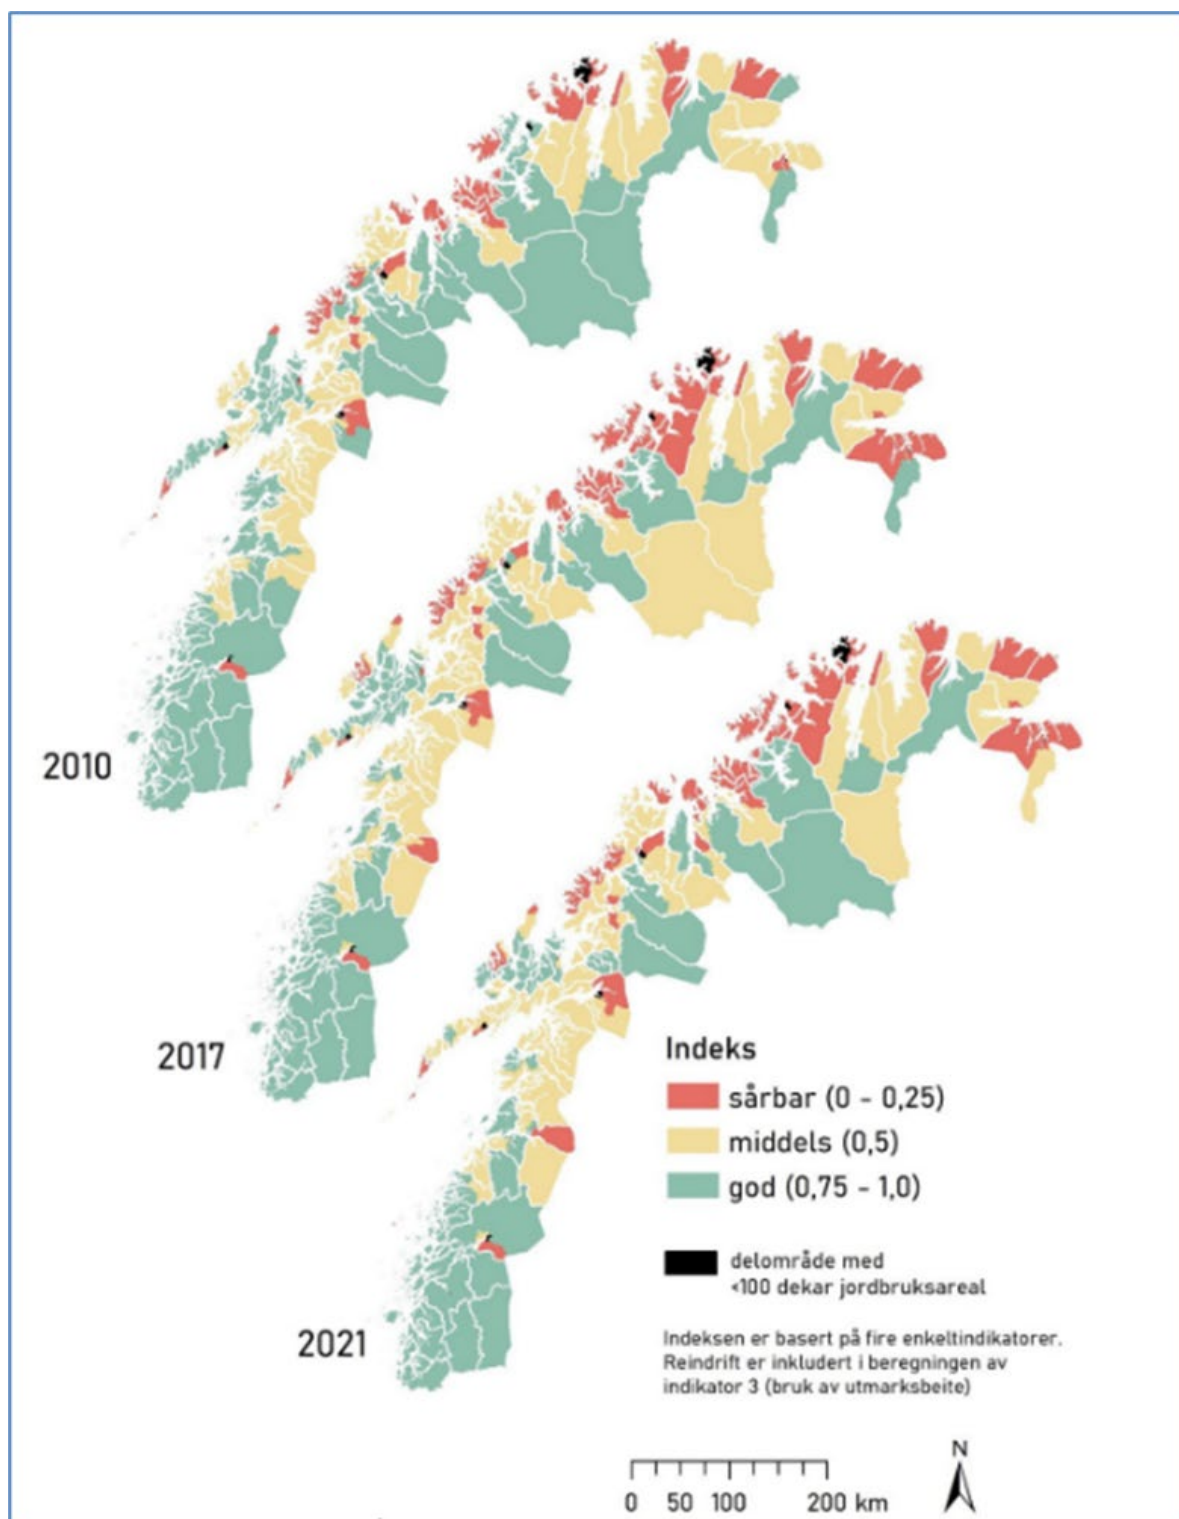 2010
2017
2021
Indeks
sårbar (0 - 0,25)
middels (0,5)
god (0,75 - 1,0)
delområde med
<100 dekar jordbruksareal
Indeksen er basert på fire enkeltindikatorer.
Reindrift er inkludert i beregningen av
indikator 3 (bruk av utmarksbeite)
N
0 50 100 200 km